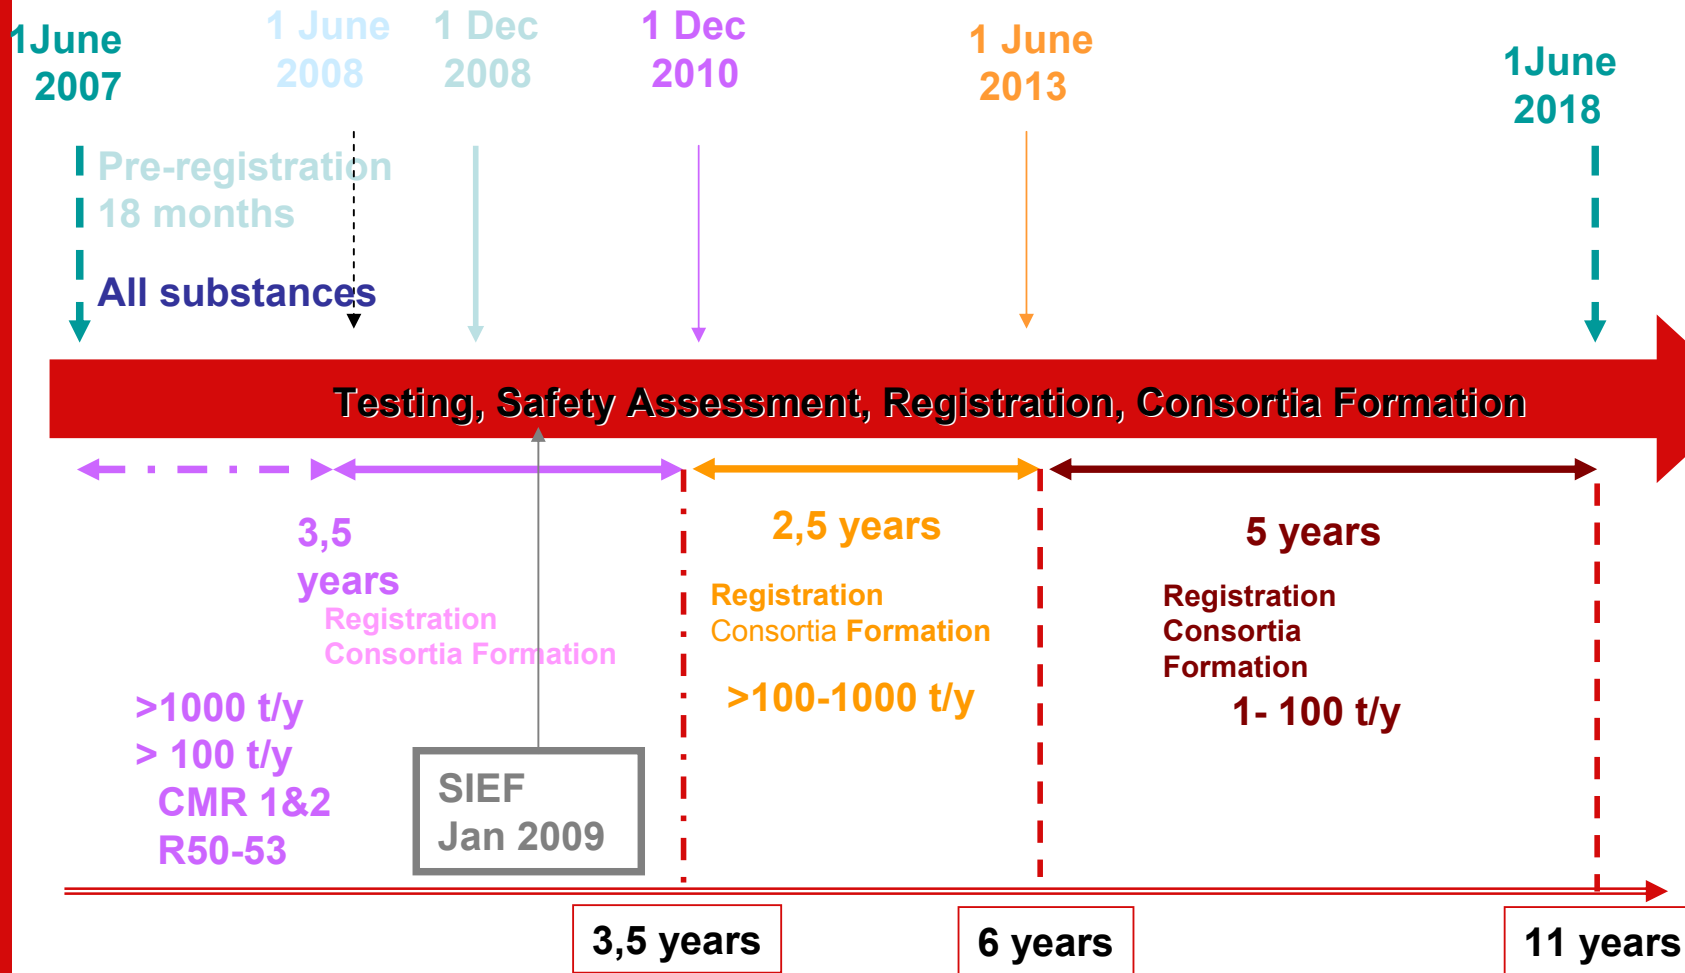 1June
2007
1 June
2008
1 Dec
2008
1 Dec
2010
1 June
2013
1June
2018
Pre-registration
18 months
All substances
Testing, Safety Assessment, Registration, Consortia Formation
3,5
years
Registration
Consortia Formation
>1000 t/y
> 100 t/y
CMR 1&2
R50-53
SIEF
Jan 2009
2,5 years
Registration
Consortia Formation
>100-1000 t/y
5 years
Registration
Consortia
Formation
1- 100 t/y
3,5 years
6 years
11 years